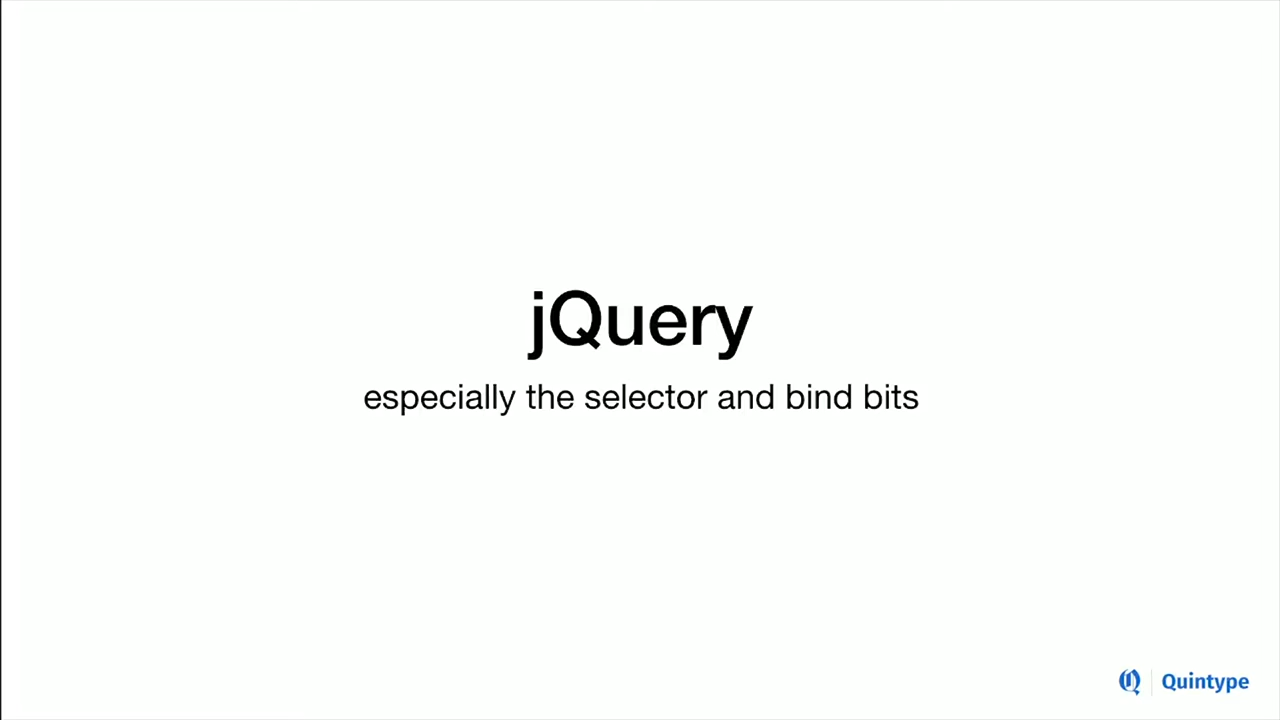 jQuery
especially the selector and bind bits
Quintype